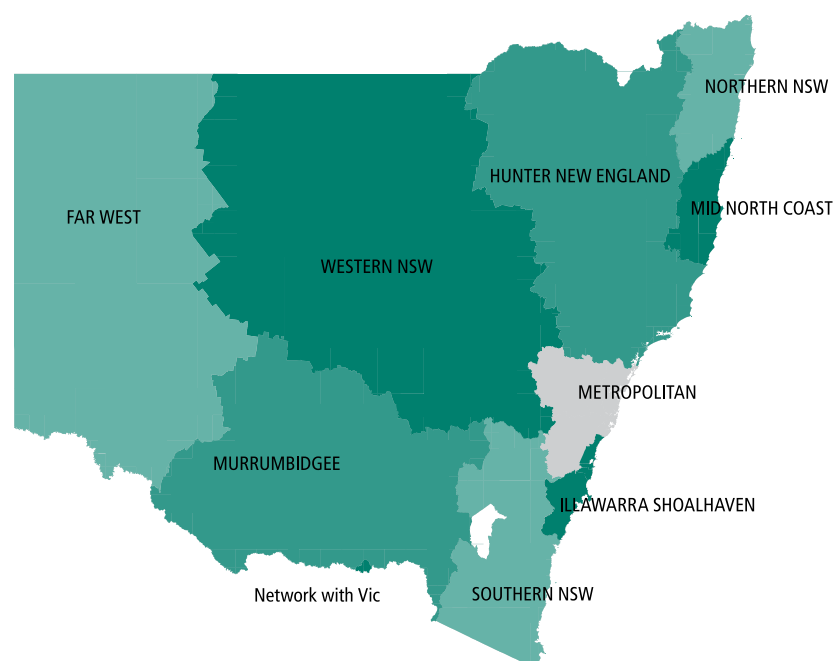 NORTHERN NSW
HUNTER NEW ENGLAND
MID NORTH COAST
FAR WEST
WESTERN NSW
METROPOLITAN
MURRUMBIDGEE
ILLAWARRA SHOALHAVEN
Network with Vic
SOUTHERN NSW